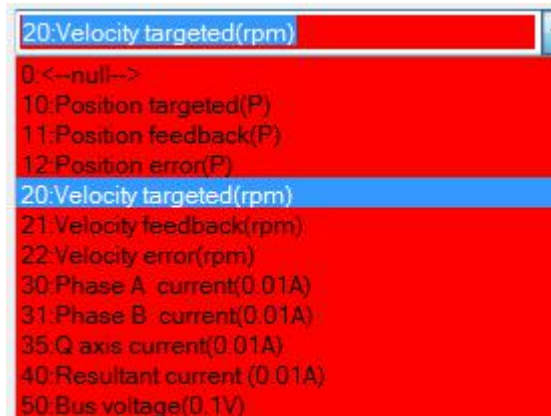 20:Velocity targeted(rpm)
0:<--null-->
10:Position targeted(P)
11:Position feedback(P)
12:Position error(P)
20:Velocity targeted(rpm)
21:Velocity feedback(rpm)
22:Velocity error(rpm)
30:Phase A  current(0.01A)
31:Phase B  current(0.01A)
35:Q axis current(0.01A)
40:Resultant current (0.01A)
50:Bus voltage(0.1V)